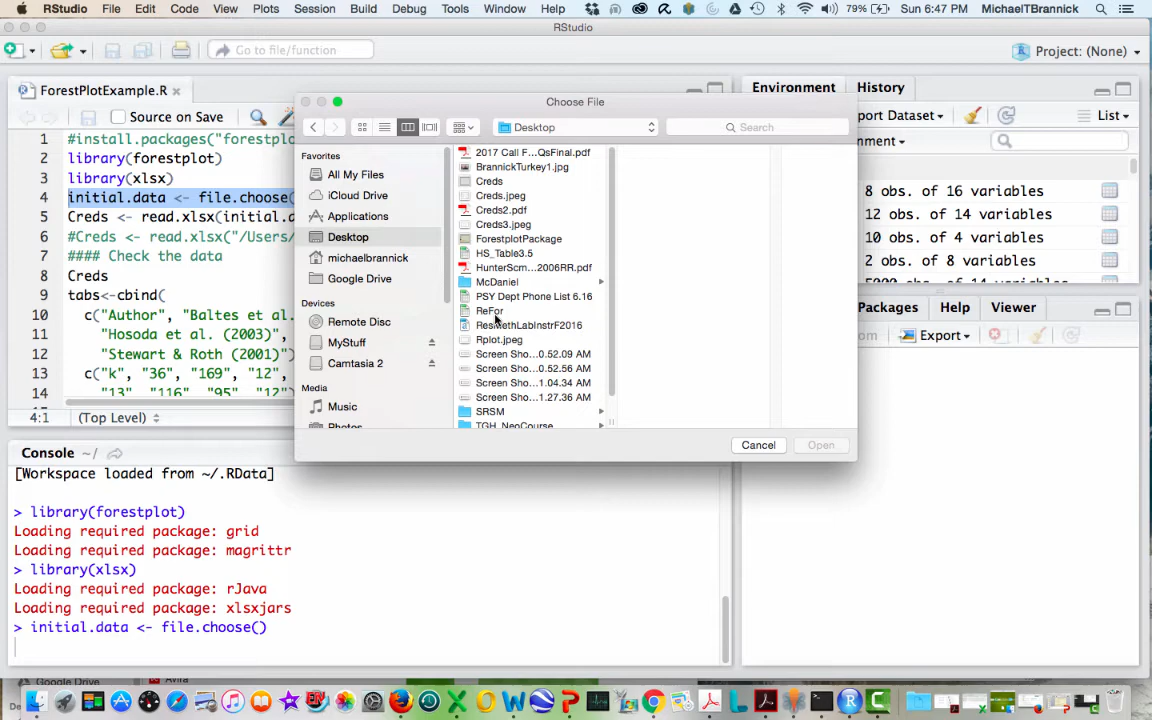 RStudio File Edit Code View Plots Session Build Debug Tools Window Help 79% Sun 6:47 PM MichaelTBrannick
RStudio
Go to file/function Project: (None)
ForestPlotExample.R
Source on Save
1 #install.packages("forestpl
2 library(forestplot)
3 library(xlsx)
4 initial.data <- file.choose(
5 Creds <- read.xlsx(initial.d
6 #Creds <- read.xlsx("/Users/
7 #### Check the data
8 Creds
9 tabs<-cbind(
10 c("Author", "Baltes et al.
11 "Hosoda et al. (2003)",
12 "Stewart & Roth (2001)"
13 c("k", "36", "169", "12",
14 "13", "116", "95", "12")
4:1 (Top Level)
Choose File
Desktop
Search
Favorites
All My Files
iCloud Drive
Applications
Desktop
michaelbrannick
Google Drive
Devices
Remote Disc
MyStuff
Camtasia 2
Media
Music
Photos
2017 Call F...QsFinal.pdf
BrannickTurkey1.jpg
Creds
Creds.jpeg
Creds2.pdf
Creds3.jpeg
ForestplotPackage
HS_Table3.5
HunterScm...2006RR.pdf
McDaniel
PSY Dept Phone List 6.16
ReFor
ResMethLabInstrF2016
Rplot.jpeg
Screen Sho...0.52.09 AM
Screen Sho...0.52.56 AM
Screen Sho...1.04.34 AM
Screen Sho...1.27.36 AM
SRSM
TGH_NeoCourse
Cancel Open
Environment History
port Dataset List
nment
8 obs. of 16 variables
12 obs. of 14 variables
10 obs. of 4 variables
2 obs. of 8 variables
Packages Help Viewer
om Export
Console ~/
[Workspace loaded from ~/.RData]
> library(forestplot)
Loading required package: grid
Loading required package: magrittr
> library(xlsx)
Loading required package: rJava
Loading required package: xlsxjars
> initial.data <- file.choose()